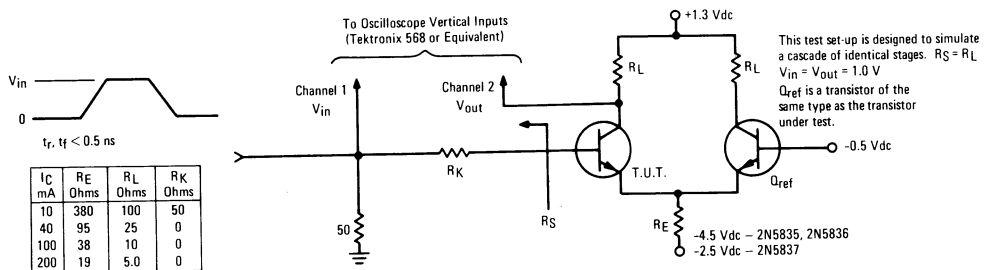 To Oscilloscope Vertical Inputs
(Tektronix 568 or Equivalent)
+1.3 Vdc
This test set-up is designed to simulate
a cascade of identical stages. RS = RL
Vin = Vout = 1.0 V
Qref is a transistor of the
same type as the transistor
under test.
RL
RL
Vin
0
tr, tf < 0.5 ns
Channel 1
Vin
Channel 2
Vout
-0.5 Vdc
T.U.T.
Qref
RK
RS
50
RE
-4.5 Vdc – 2N5835, 2N5836
-2.5 Vdc – 2N5837
IC mA RE Ohms RL Ohms RK Ohms
10 380 100 50
40 95 25 0
100 38 10 0
200 19 5.0 0